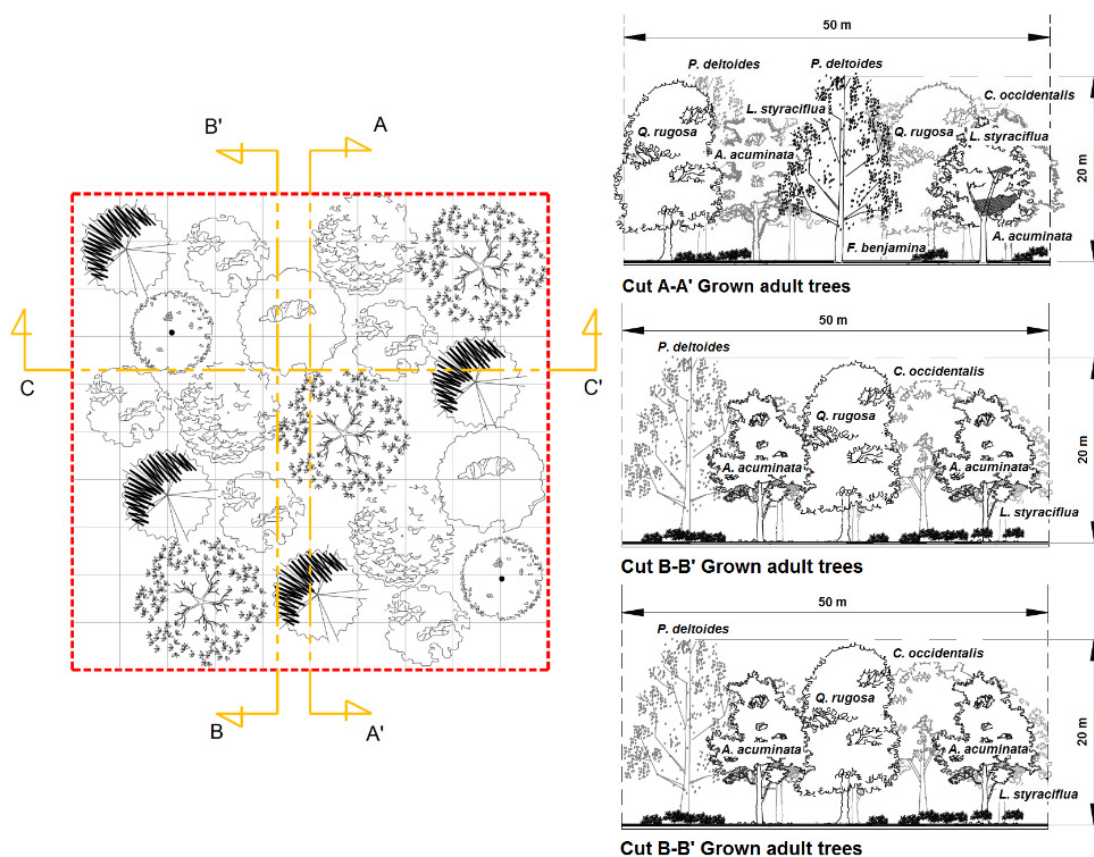 B'
A
C
C'
B
A'
50 m
P. deltoides
P. deltoides
C. occidentalis
L. styraciflua
Q. rugosa
Q. rugosa
L. styraciflua
A. acuminata
20 m
F. benjamina
A. acuminata
Cut A-A' Grown adult trees
50 m
P. deltoides
C. occidentalis
Q. rugosa
20 m
A. acuminata
A. acuminata
L. styraciflua
Cut B-B' Grown adult trees
50 m
P. deltoides
C. occidentalis
Q. rugosa
20 m
A. acuminata
A. acuminata
L. styraciflua
Cut B-B' Grown adult trees